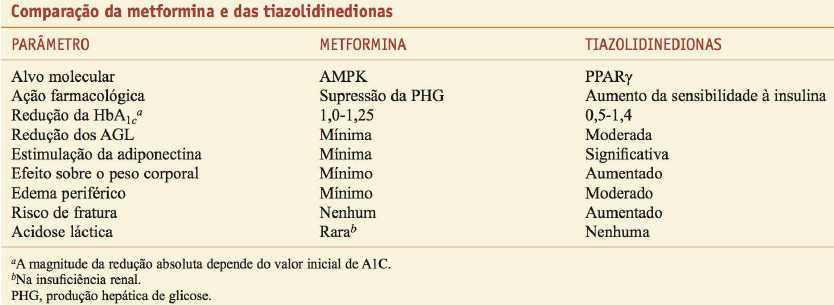 Comparação da metformina e das tiazolidinedionas
PARÂMETRO METFORMINA TIAZOLIDINEDIONAS
Alvo molecular AMPK PPARγ
Ação farmacológica Supressão da PHG Aumento da sensibilidade à insulina
Redução da HbA1c^a 1,0-1,25 0,5-1,4
Redução dos AGL Mínima Moderada
Estimulação da adiponectina Mínima Significativa
Efeito sobre o peso corporal Mínimo Aumentado
Edema periférico Mínimo Moderado
Risco de fratura Nenhum Aumentado
Acidose láctica Rara^b Nenhuma
^aA magnitude da redução absoluta depende do valor inicial de A1C.
^bNa insuficiência renal.
PHG, produção hepática de glicose.